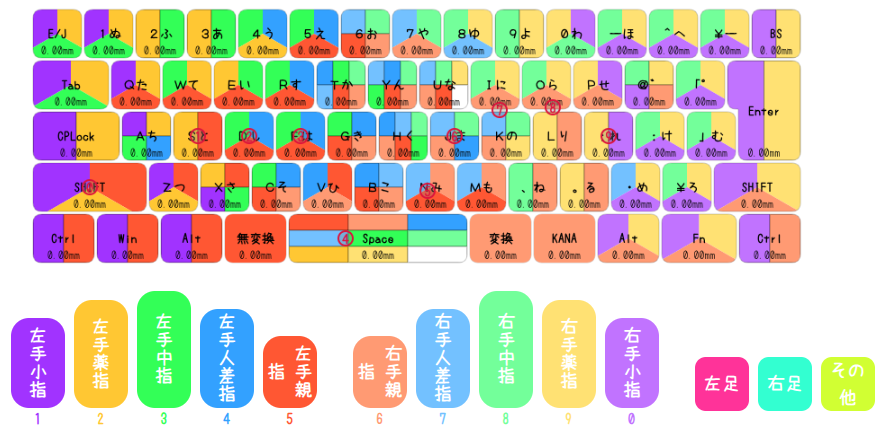 E/J 1ぬ 2ふ 3あ 4う 5え 6お 7や 8ゆ 9よ 0わ ーほ ^へ ¥ー BS
0.00mm 0.00mm 0.00mm 0.00mm 0.00mm 0.00mm 0.00mm 0.00mm 0.00mm 0.00mm 0.00mm 0.00mm 0.00mm 0.00mm 0.00mm
Tab Qた Wて Eい Rす Tか Yん Uな Iに Oら Pせ @゛ 「゜
0.00mm 0.00mm 0.00mm 0.00mm 0.00mm 0.00mm 0.00mm 0.00mm 0.00mm 0.00mm 0.00mm 0.00mm 0.00mm
⑦ ⑧
Enter
CPLock Aち Sと Fは Gき Hく Jま Kの Lり れ :け 」む
0.00mm 0.00mm 0.00mm 0.00mm 0.00mm 0.00mm 0.00mm 0.00mm 0.00mm 0.00mm 0.00mm 0.00mm 0.00mm 0.00mm
SHIFT Zつ Xさ Cそ Vひ Bこ Nみ Mも 、ね 。る ・め ¥ろ SHIFT
0.00mm 0.00mm 0.00mm 0.00mm 0.00mm 0.00mm 0.00mm 0.00mm 0.00mm 0.00mm 0.00mm 0.00mm 0.00mm
Ctrl Win Alt 無変換 ④ Space 変換 KANA Alt Fn Ctrl
0.00mm 0.00mm 0.00mm 0.00mm 0.00mm 0.00mm 0.00mm 0.00mm 0.00mm 0.00mm
左手小指
左手薬指
左手中指
左手人差指
左手親指
右手親指
右手人差指
右手中指
右手薬指
右手小指
左足
右足
その他
1 2 3 4 5 6 7 8 9 0